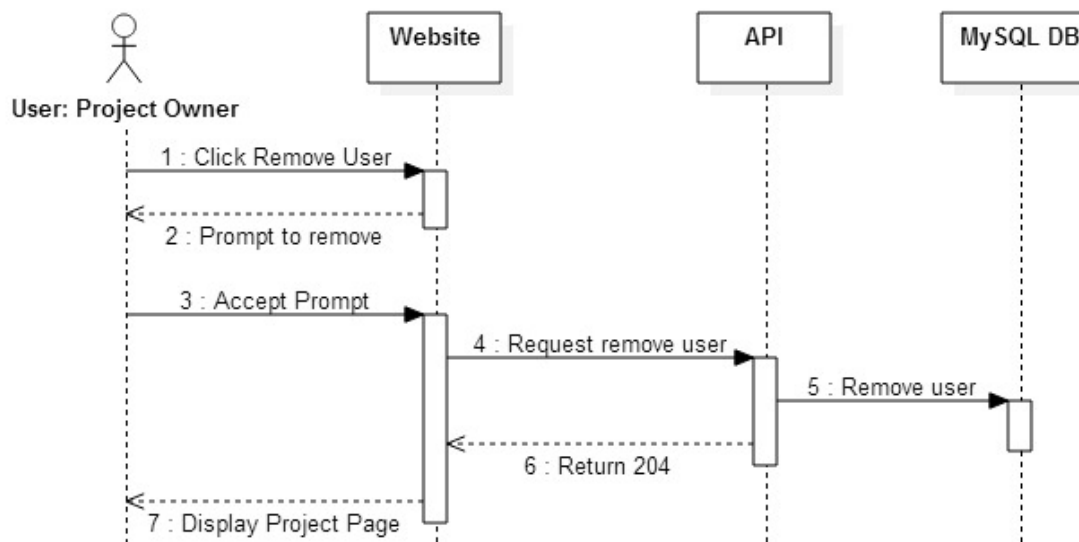 Website
API
MySQL DB
User: Project Owner
1 : Click Remove User
2 : Prompt to remove
3 : Accept Prompt
4 : Request remove user
5 : Remove user
6 : Return 204
7 : Display Project Page